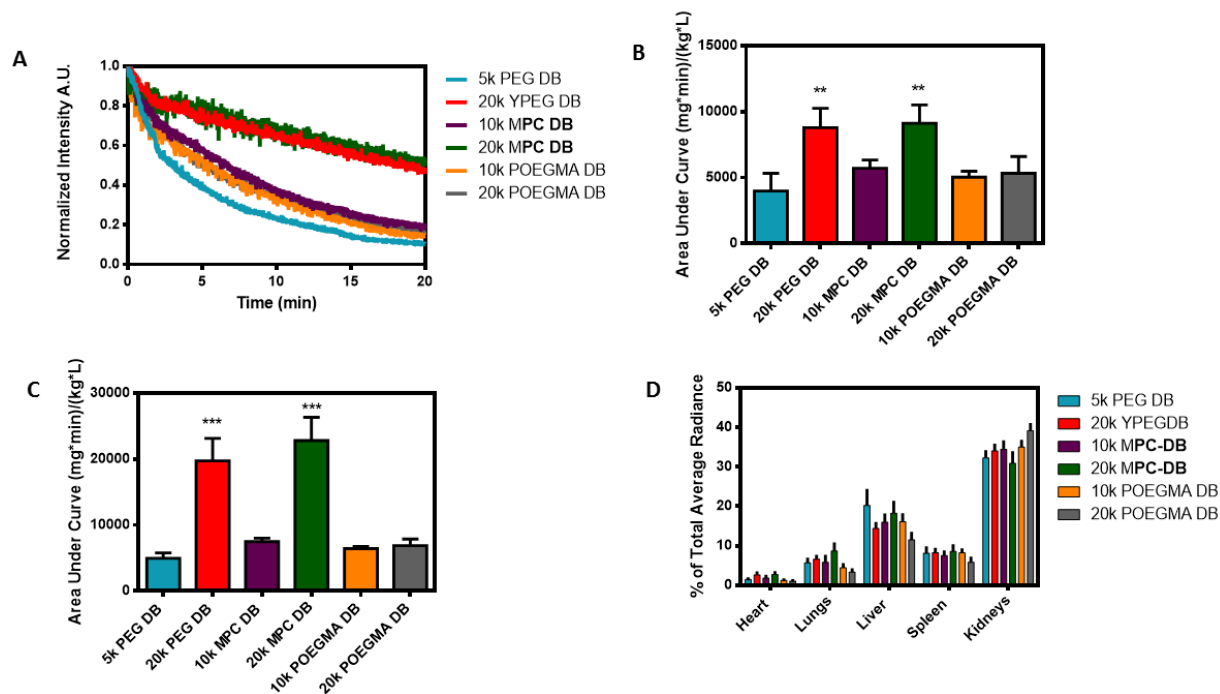 A
Normalized Intensity A.U.
1.0
0.8
0.6
0.4
0.2
0.0
0
5
10
15
20
Time (min)
5k PEG DB
20k YPEG DB
10k MPC DB
20k MPC DB
10k POEGMA DB
20k POEGMA DB
B
Area Under Curve (mg*min)/(kg*L)
15000
10000
5000
0
**
**
5k PEG DB
20k PEG DB
10k MPC DB
20k MPC DB
10k POEGMA DB
20k POEGMA DB
C
Area Under Curve (mg*min)/(kg*L)
30000
20000
10000
0
***
***
5k PEG DB
20k PEG DB
10k MPC DB
20k MPC DB
10k POEGMA DB
20k POEGMA DB
D
% of Total Average Radiance
50
40
30
20
10
0
Heart
Lungs
Liver
Spleen
Kidneys
5k PEG DB
20k YPEGDB
10k MPC-DB
20k MPC-DB
10k POEGMA DB
20k POEGMA DB